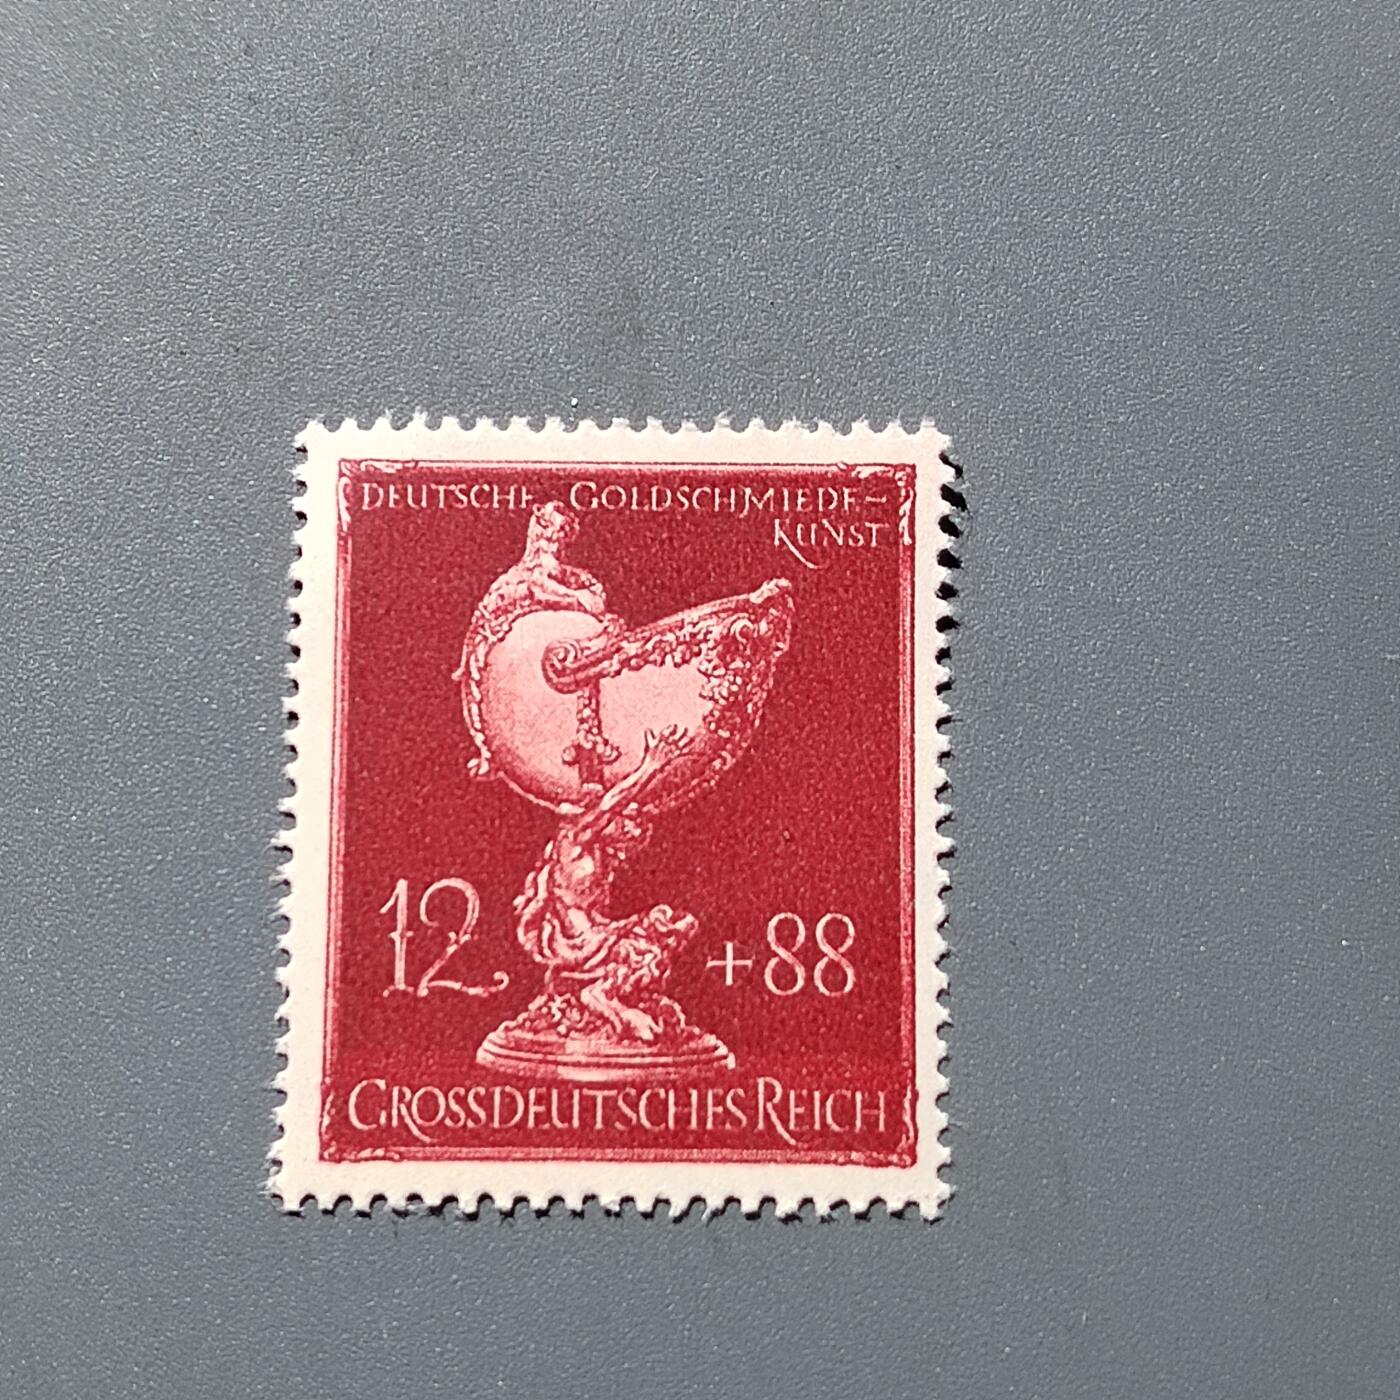 DEUTSCHE GOLDSCHMIEDE-
KUNST
12 +88
GROSSDEUTSCHES REICH